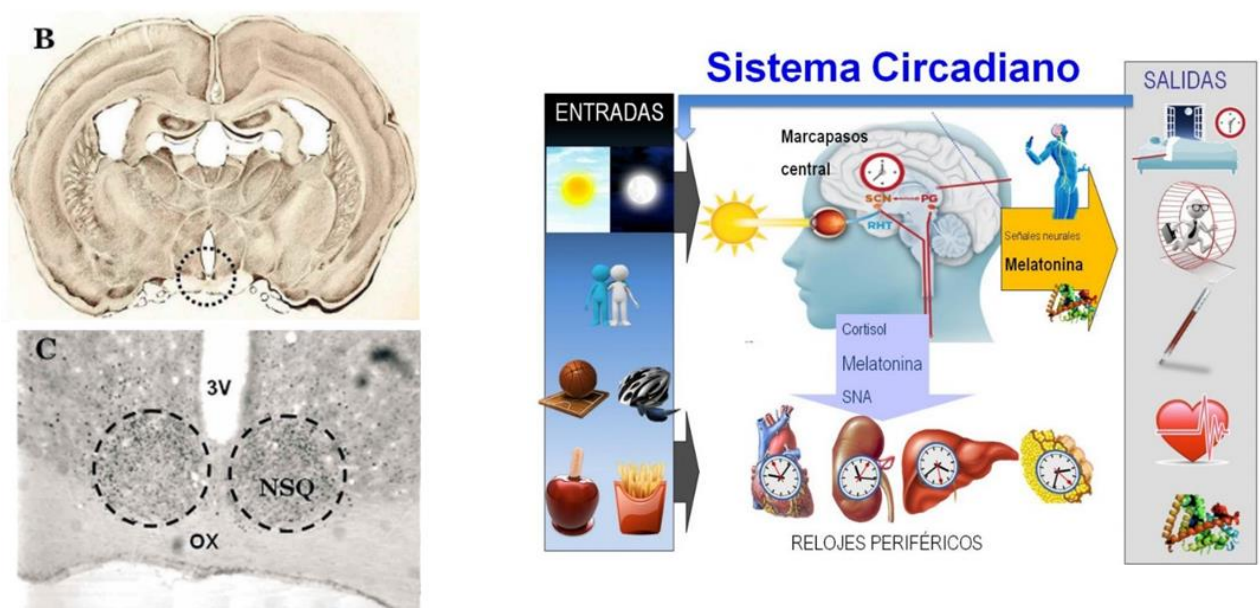 B
C
3V
NSQ
OX
Sistema Circadiano
ENTRADAS
SALIDAS
Marcapasos
central
SCN
PG
RHT
Señales neurales
Melatonina
Cortisol
Melatonina
SNA
RELOJES PERIFÉRICOS